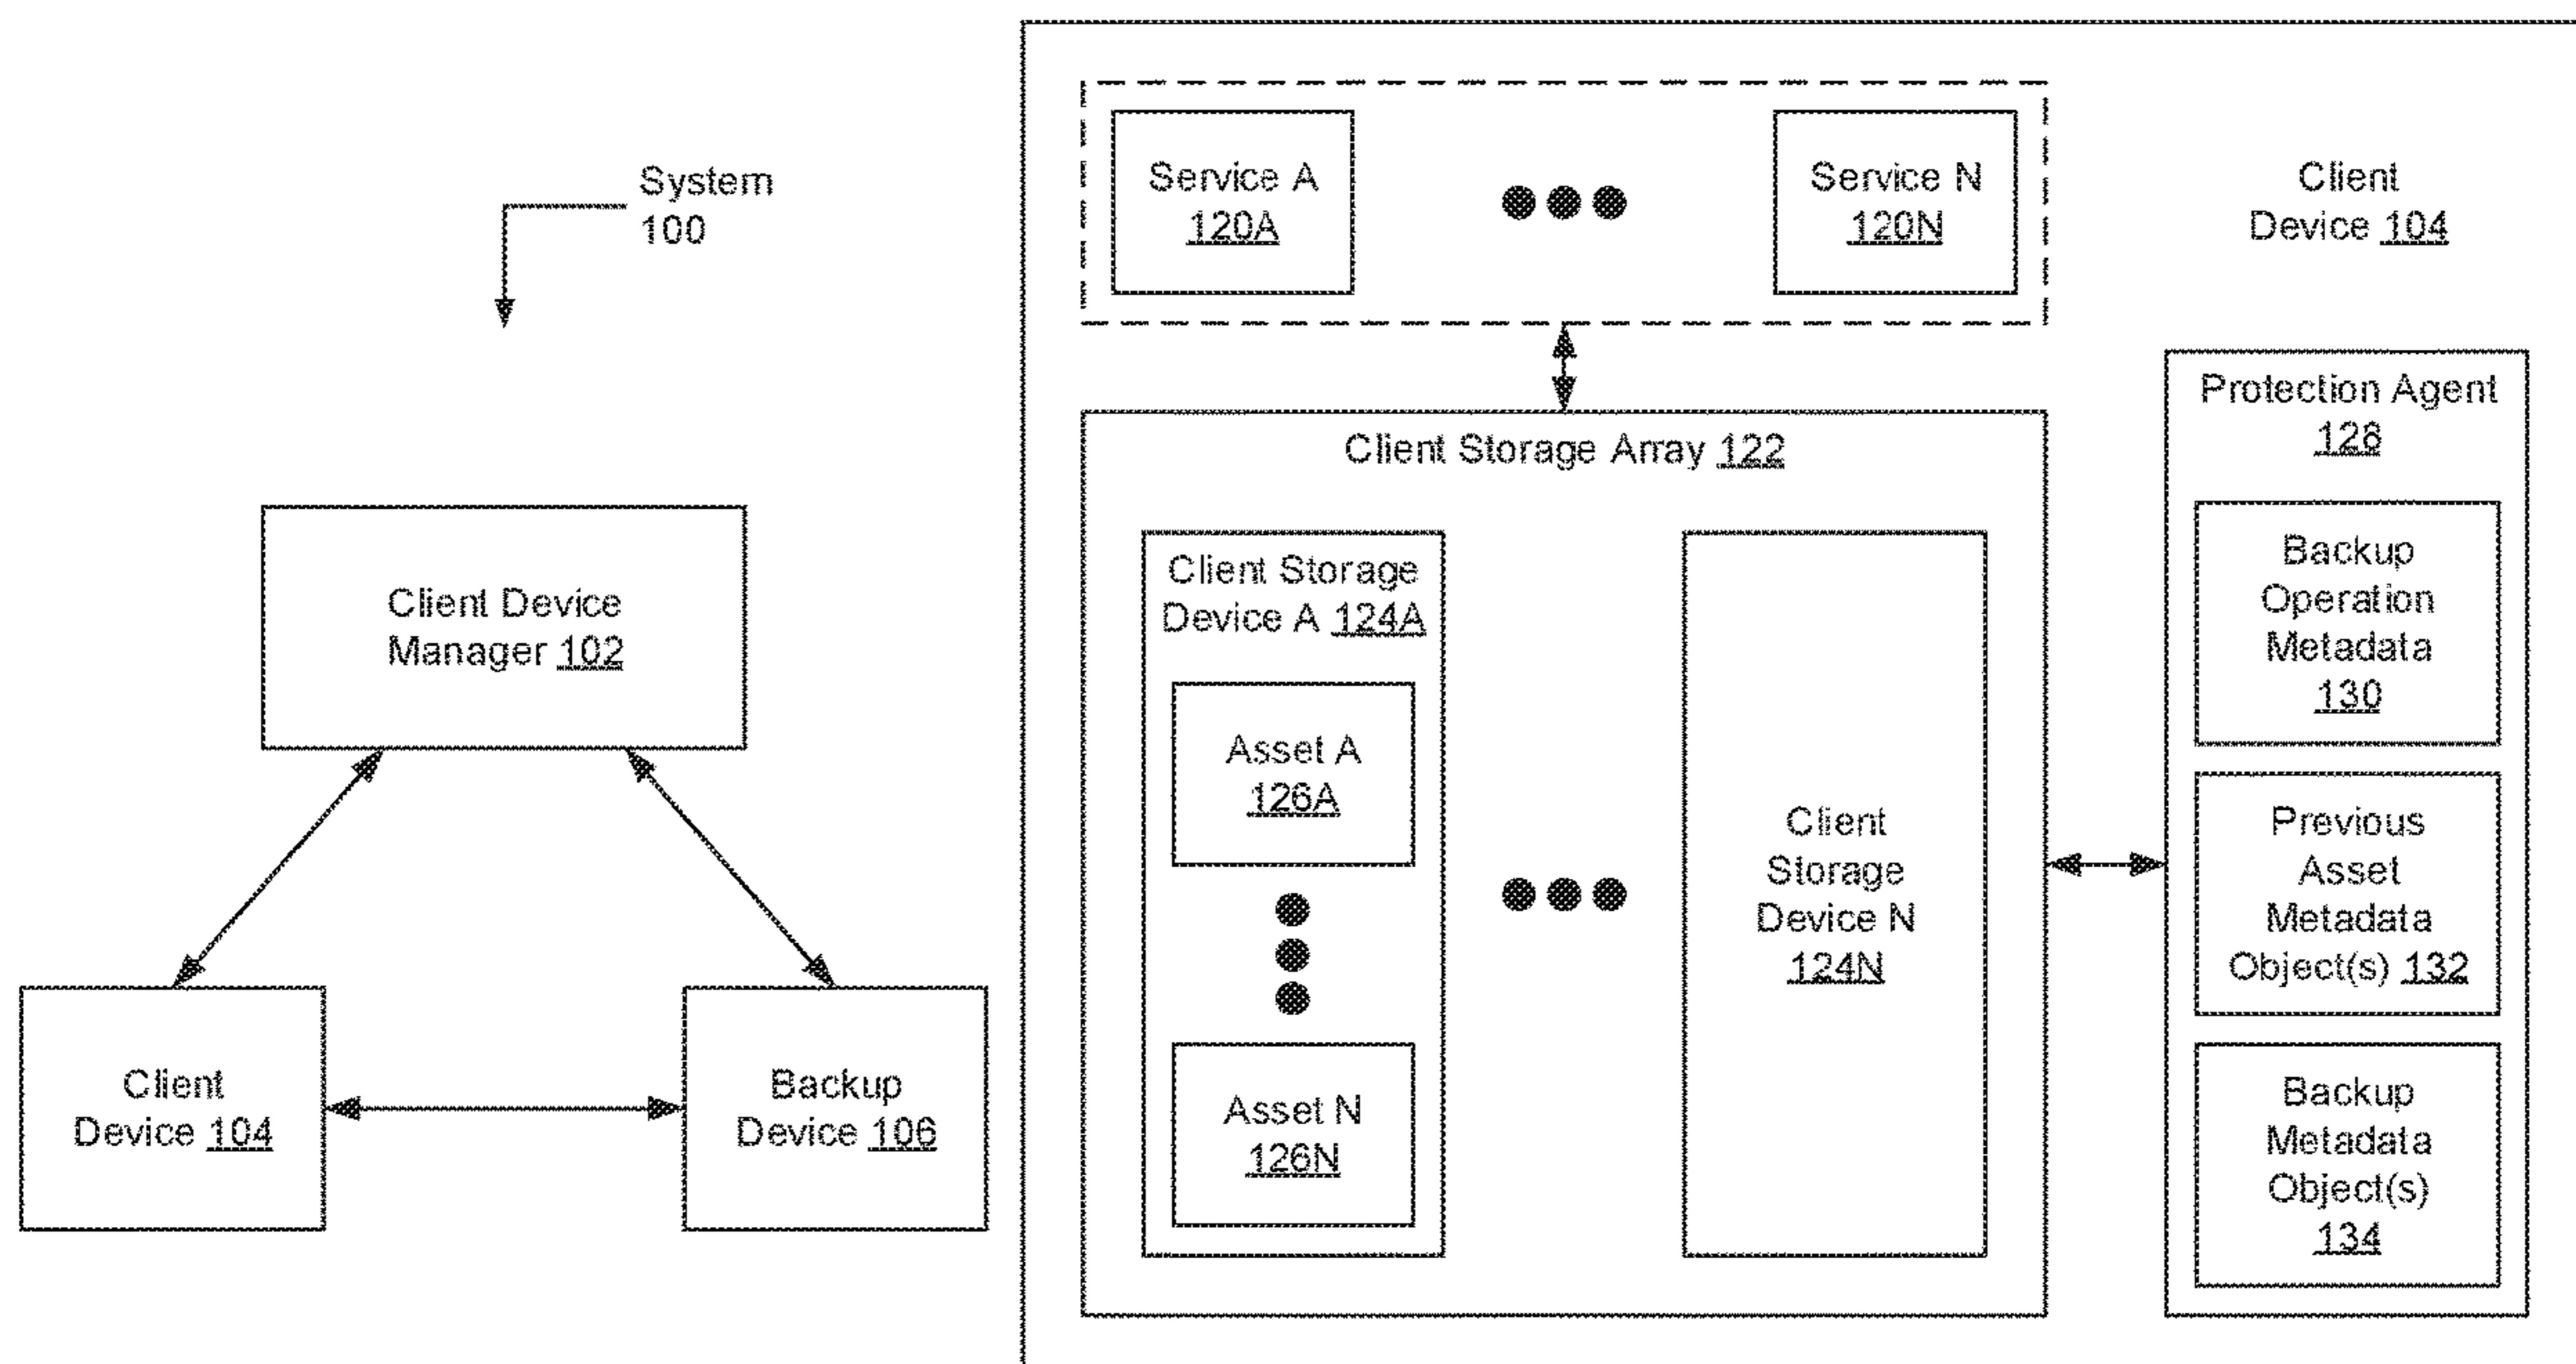 System
100
Client Device
Manager 102
Client
Device 104
Backup
Device 106
Service A
120A
Service N
120N
Client
Device 104
Client Storage Array 122
Client Storage
Device A 124A
Asset A
126A
Asset N
126N
Client
Storage
Device N
124N
Protection Agent
128
Backup
Operation
Metadata
130
Previous
Asset
Metadata
Object(s) 132
Backup
Metadata
Object(s)
134